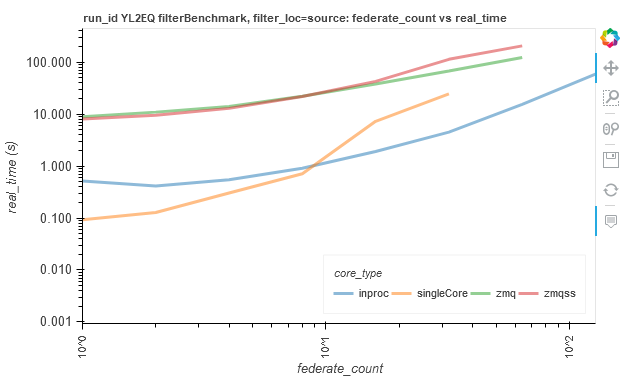 run_id YL2EQ filterBenchmark, filter_loc=source: federate_count vs real_time
real_time (s)
100.000
10.000
1.000
0.100
0.010
0.001
core_type
inproc singleCore zmq zmqss
10^0 10^1 10^2
federate_count